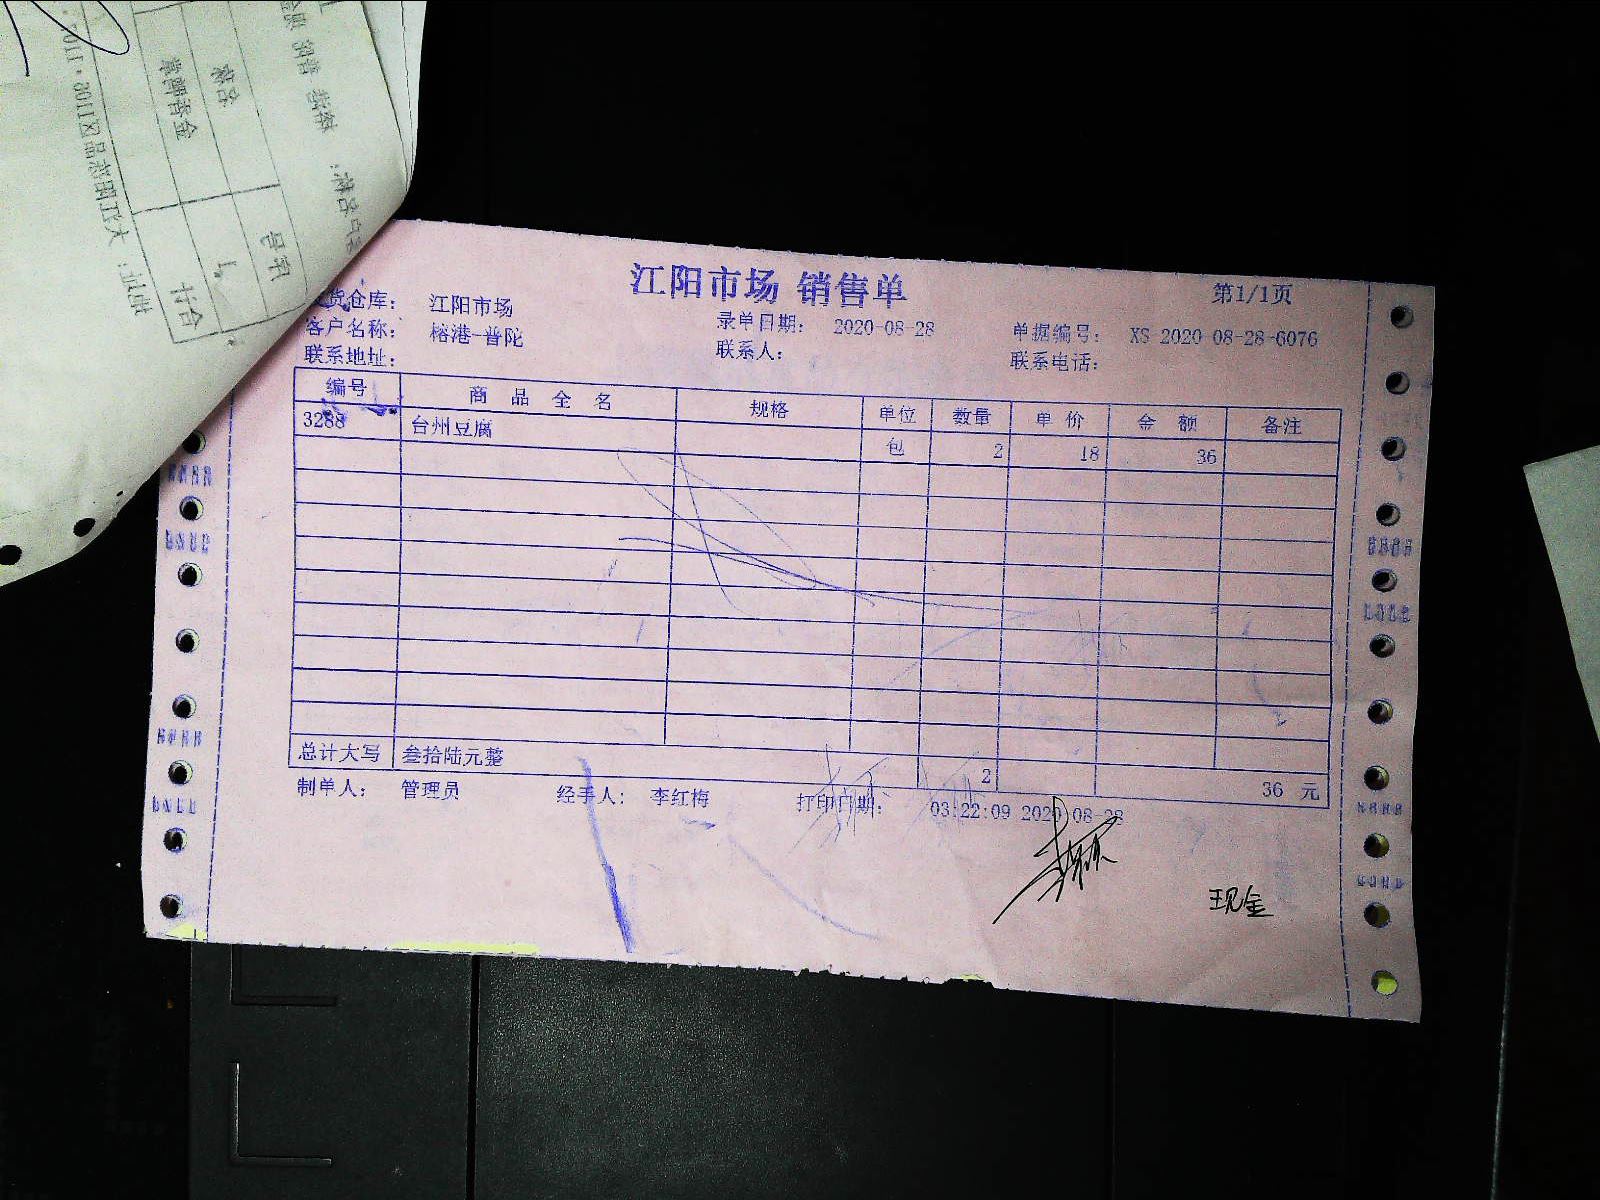 江阳市场 销售单
第1/1页
货仓库： 江阳市场
录单日期： 2020-08-28
单据编号： XS-2020-08-28-6076
客户名称： 榕港-普陀
联系人：
联系电话：
联系地址：
编号 商品全名 规格 单位 数量 单价 金额 备注
3288 台州豆腐 包 2 18 36
总计大写 叁拾陆元整 2 36 元
制单人： 管理员 经手人： 李红梅 打印日期： 03:22:09 2020-08-28
现金